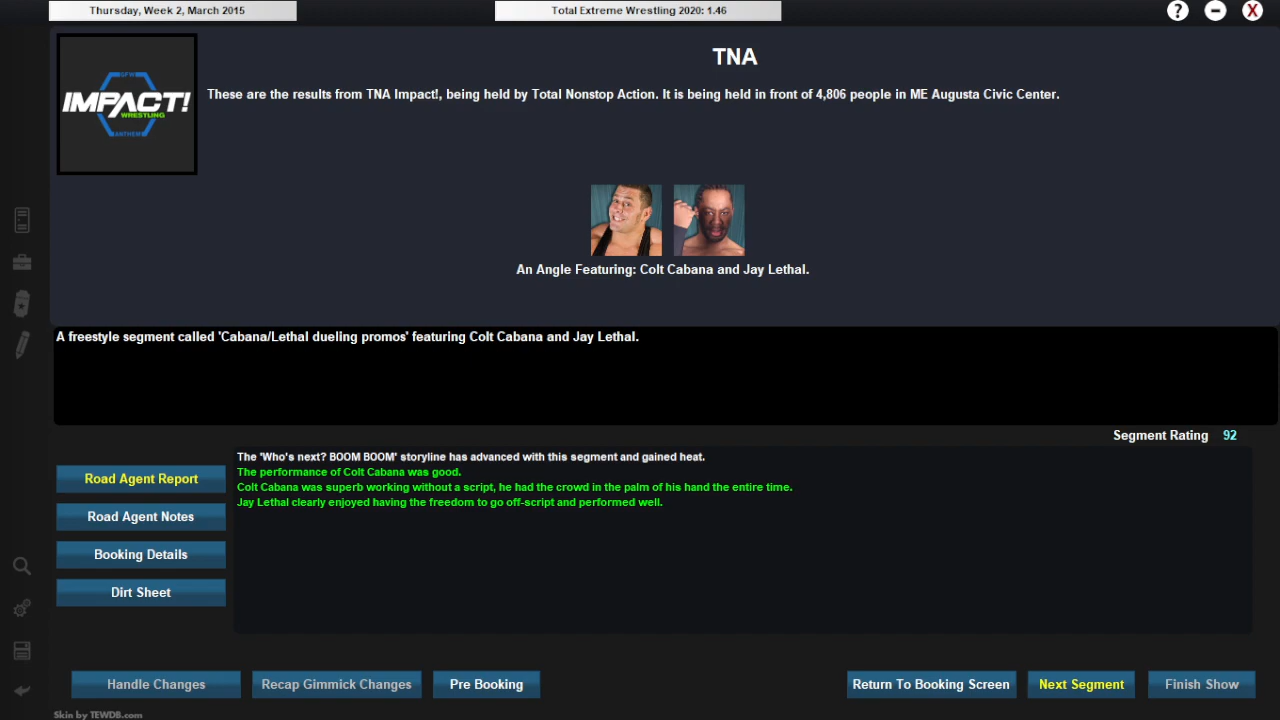 Thursday, Week 2, March 2015
Total Extreme Wrestling 2020: 1.46
?
X
TNA
GFW
IMPACT!
WRESTLING
ANTHEM
These are the results from TNA Impact!, being held by Total Nonstop Action. It is being held in front of 4,806 people in ME Augusta Civic Center.
An Angle Featuring: Colt Cabana and Jay Lethal.
A freestyle segment called 'Cabana/Lethal dueling promos' featuring Colt Cabana and Jay Lethal.
Segment Rating 92
The 'Who's next? BOOM BOOM' storyline has advanced with this segment and gained heat.
The performance of Colt Cabana was good.
Colt Cabana was superb working without a script, he had the crowd in the palm of his hand the entire time.
Jay Lethal clearly enjoyed having the freedom to go off-script and performed well.
Road Agent Report
Road Agent Notes
Booking Details
Dirt Sheet
Handle Changes
Recap Gimmick Changes
Pre Booking
Return To Booking Screen
Next Segment
Finish Show
Skin by TEWDB.com